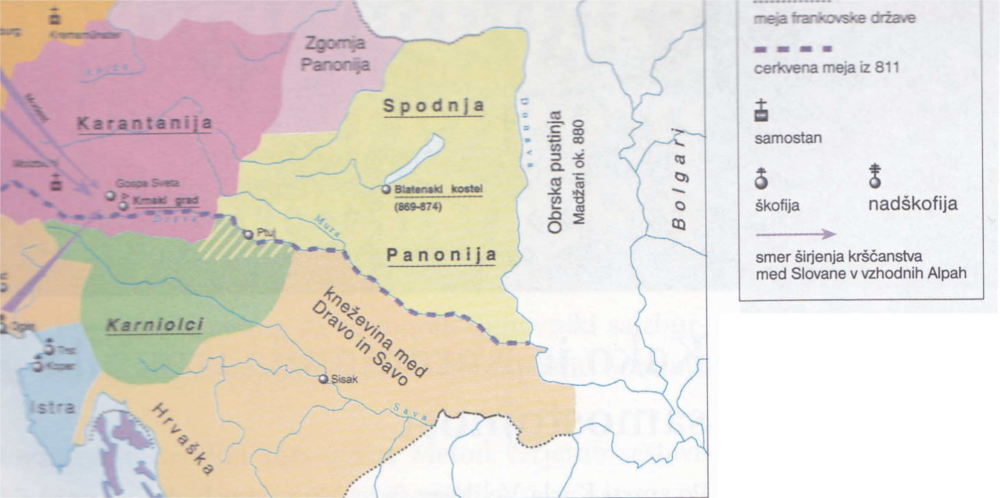 Kremsmünster
Zgornja
Panonija
Karantanija
Spodnja
Donava
Obrska pustinja
Madžari ok. 880
Bolgari
Gospa Sveta
Krnski grad
Drava
Blatenski kostel
(869-874)
Mura
Ptuj
Panonija
Karniolci
kneževina med
Dravo in Savo
Trst
Koper
Sisak
Sava
Istra
Hrvaška
meja frankovske države
cerkvena meja iz 811
samostan
škofija
nadškofija
smer širjenja krščanstva
med Slovane v vzhodnih Alpah